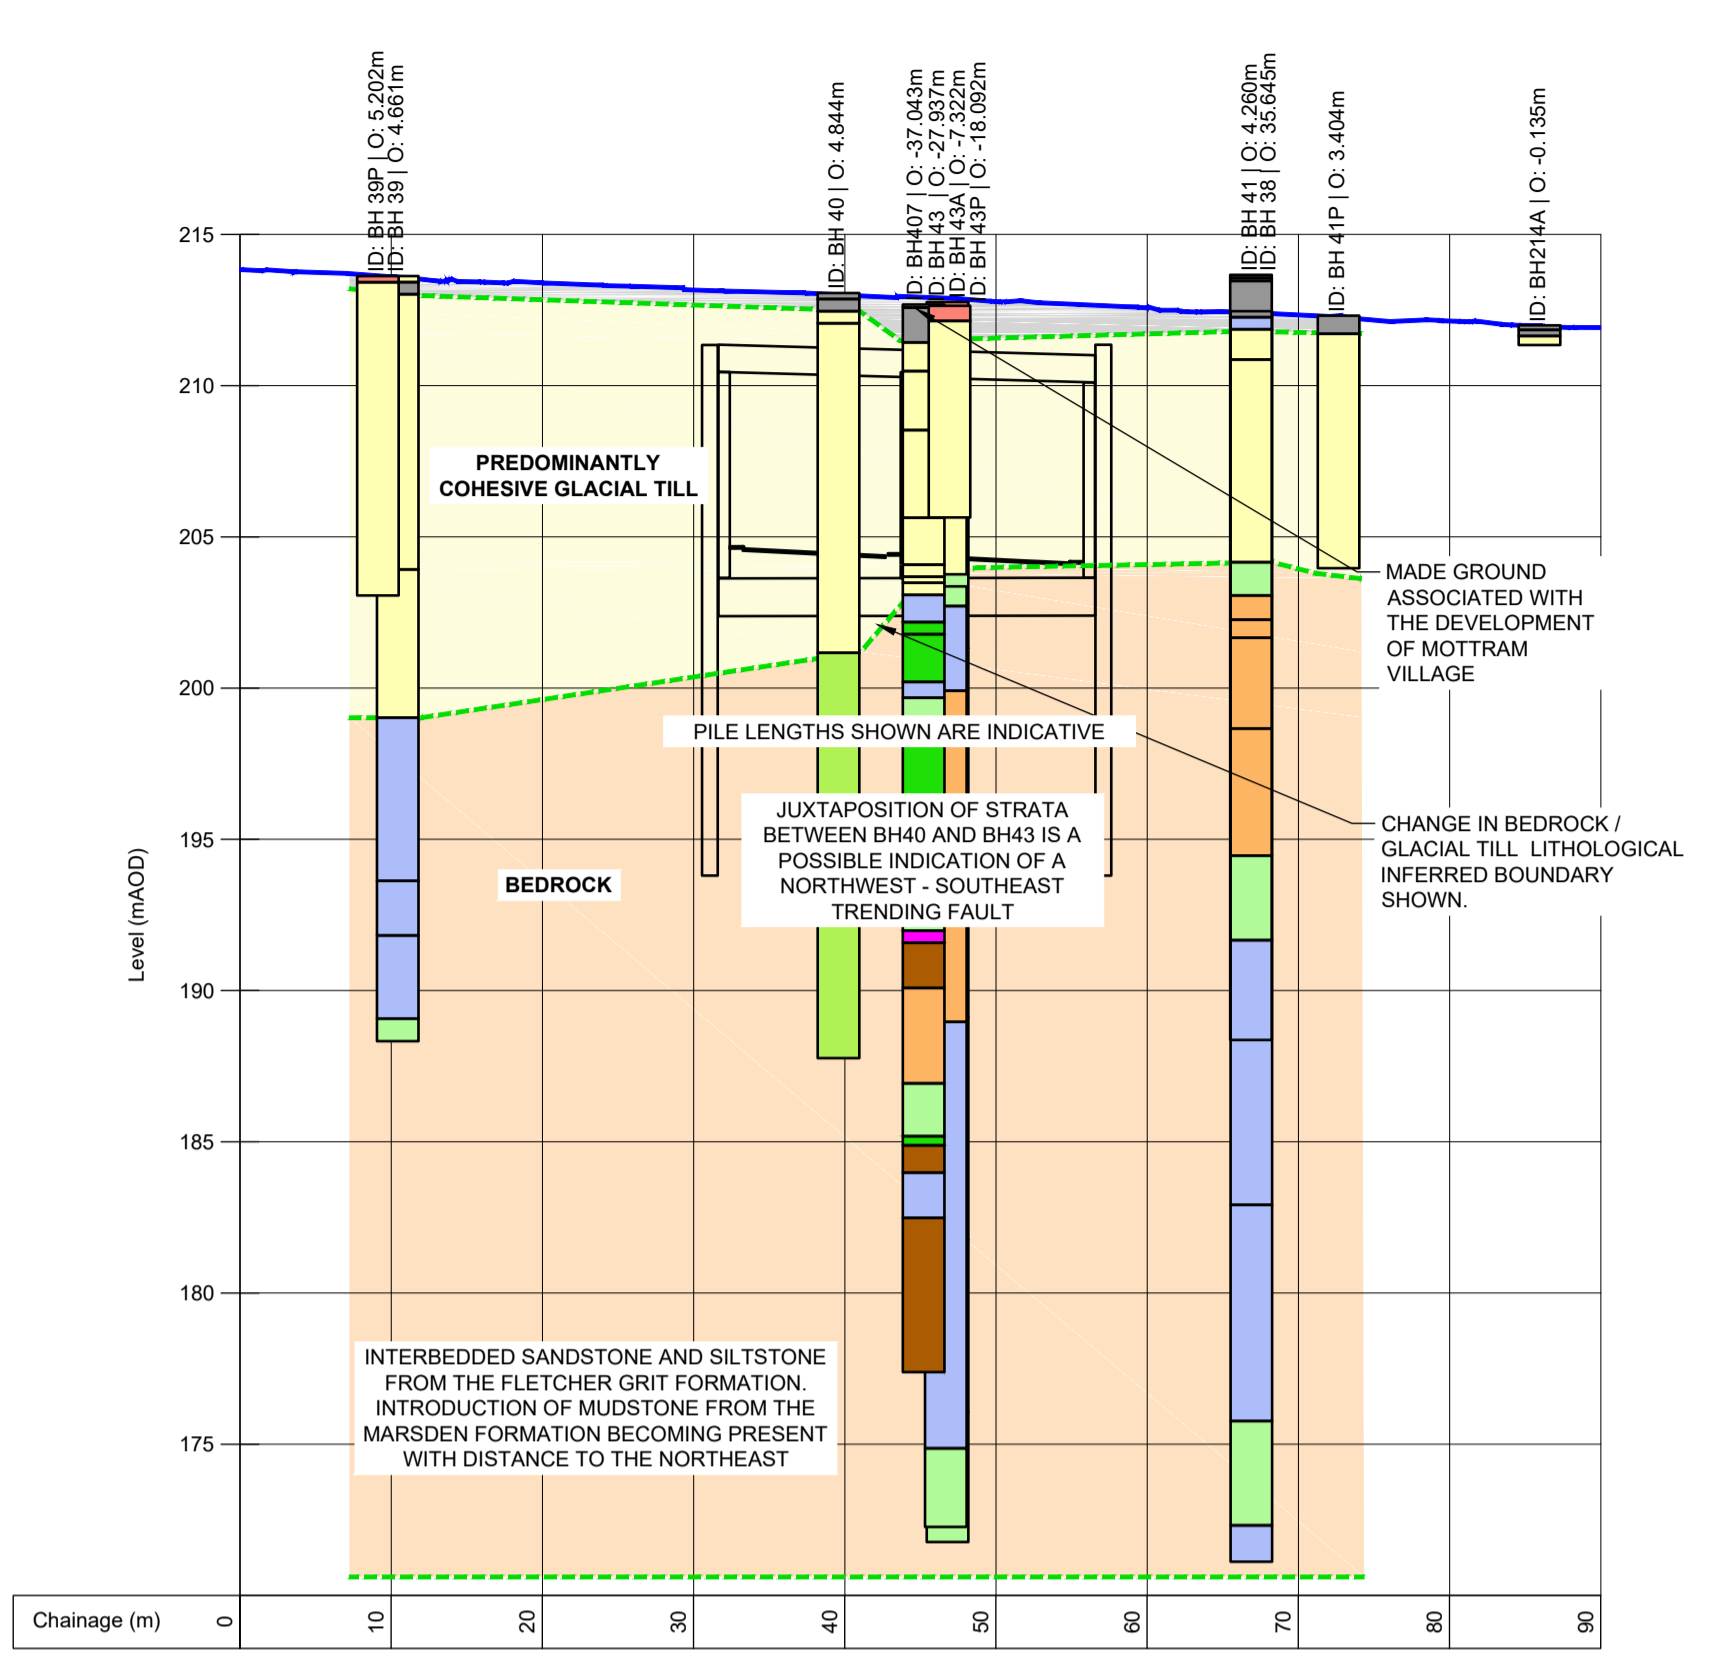 ID: BH 39P | O: 5.202m
ID: BH 39 | O: 4.661m
ID: BH 40 | O: 4.844m
D: BH407 | O: -37.043m
D: BH 43 | O: -27.937m
ID: BH 43A | O: -7.322m
D: BH 43P | O: -18.092m
ID: BH 41 | O: 4.260m
ID: BH 38 | O: 35.645m
ID: BH 41P | O: 3.404m
ID: BH214A | O: -0.135m
215
210
205
200
195
190
185
180
175
Level (mAOD)
PREDOMINANTLY
COHESIVE GLACIAL TILL
MADE GROUND
ASSOCIATED WITH
THE DEVELOPMENT
OF MOTTRAM
VILLAGE
PILE LENGTHS SHOWN ARE INDICATIVE
JUXTAPOSITION OF STRATA
BETWEEN BH40 AND BH43 IS A
POSSIBLE INDICATION OF A
NORTHWEST - SOUTHEAST
TRENDING FAULT
CHANGE IN BEDROCK /
GLACIAL TILL LITHOLOGICAL
INFERRED BOUNDARY
SHOWN.
BEDROCK
INTERBEDDED SANDSTONE AND SILTSTONE
FROM THE FLETCHER GRIT FORMATION.
INTRODUCTION OF MUDSTONE FROM THE
MARSDEN FORMATION BECOMING PRESENT
WITH DISTANCE TO THE NORTHEAST
Chainage (m)
0
10
20
30
40
50
60
70
80
90